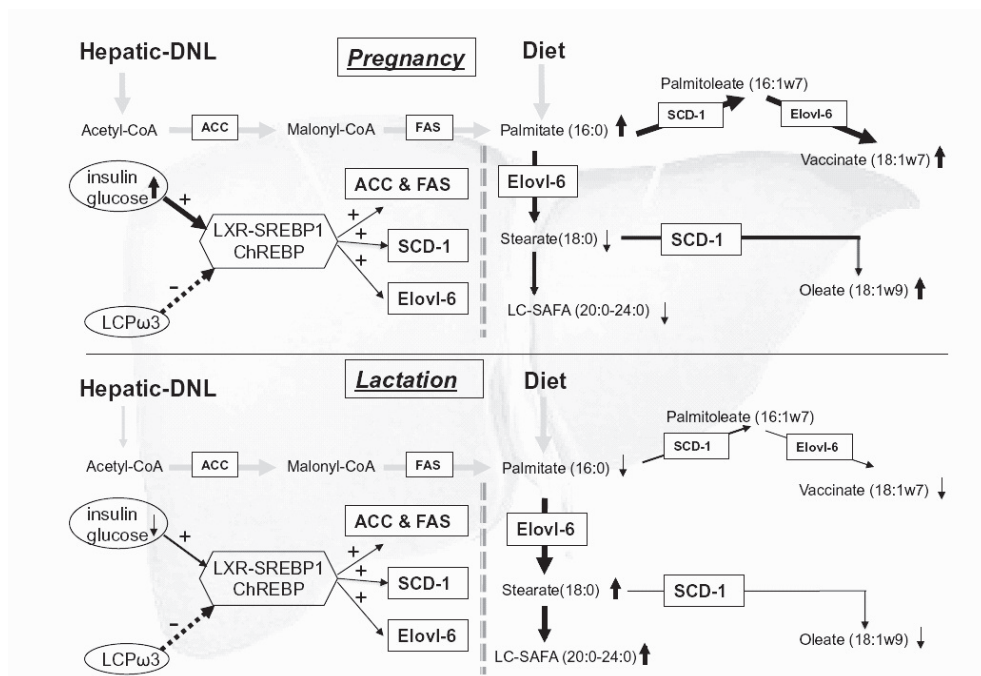 Hepatic-DNL
Pregnancy
Diet
Palmitoleate (16:1w7)
SCD-1
Elovl-6
Acetyl-CoA
ACC
Malonyl-CoA
FAS
Palmitate (16:0)
Vaccinate (18:1w7)
insulin
glucose
+
ACC & FAS
Elovl-6
LXR-SREBP1
ChREBP
+
+
+
SCD-1
Stearate(18:0)
SCD-1
-
Elovl-6
Oleate (18:1w9)
LCPω3
LC-SAFA (20:0-24:0)
Hepatic-DNL
Lactation
Diet
Palmitoleate (16:1w7)
SCD-1
Elovl-6
Acetyl-CoA
ACC
Malonyl-CoA
FAS
Palmitate (16:0)
Vaccinate (18:1w7)
insulin
glucose
+
ACC & FAS
Elovl-6
LXR-SREBP1
ChREBP
+
+
+
SCD-1
Stearate(18:0)
SCD-1
-
Elovl-6
Oleate (18:1w9)
LCPω3
LC-SAFA (20:0-24:0)